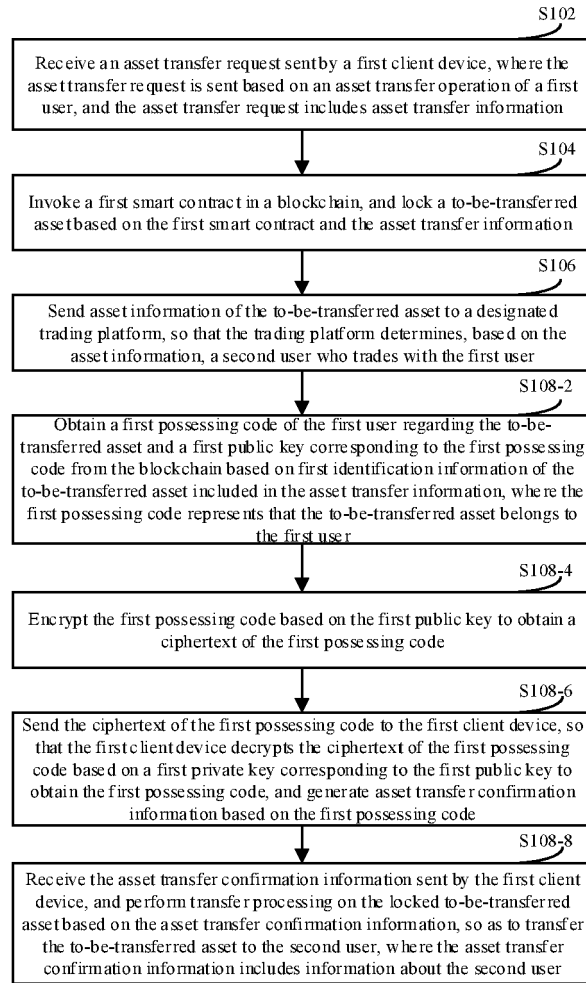 S102
Receive an asset transfer request sent by a first client device, where the
asset transfer request is sent based on an asset transfer operation of a first
user, and the asset transfer request includes asset transfer information
S104
Invoke a first smart contract in a blockchain, and lock a to-be-transferred
asset based on the first smart contract and the asset transfer information
S106
Send asset information of the to-be-transferred asset to a designated
trading platform, so that the trading platform determines, based on the
asset information, a second user who trades with the first user
S108-2
Obtain a first possessing code of the first user regarding the to-be-
transferred asset and a first public key corresponding to the first possessing
code from the blockchain based on first identification information of the
to-be-transferred asset included in the asset transfer information, where the
first possessing code represents that the to-be-transferred asset belongs to
the first user
S108-4
Encrypt the first possessing code based on the first public key to obtain a
ciphertext of the first possessing code
S108-6
Send the ciphertext of the first possessing code to the first client device, so
that the first client device decrypts the ciphertext of the first possessing
code based on a first private key corresponding to the first public key to
obtain the first possessing code, and generate asset transfer confirmation
information based on the first possessing code
S108-8
Receive the asset transfer confirmation information sent by the first client
device, and perform transfer processing on the locked to-be-transferred
asset based on the asset transfer confirmation information, so as to transfer
the to-be-transferred asset to the second user, where the asset transfer
confirmation information includes information about the second user